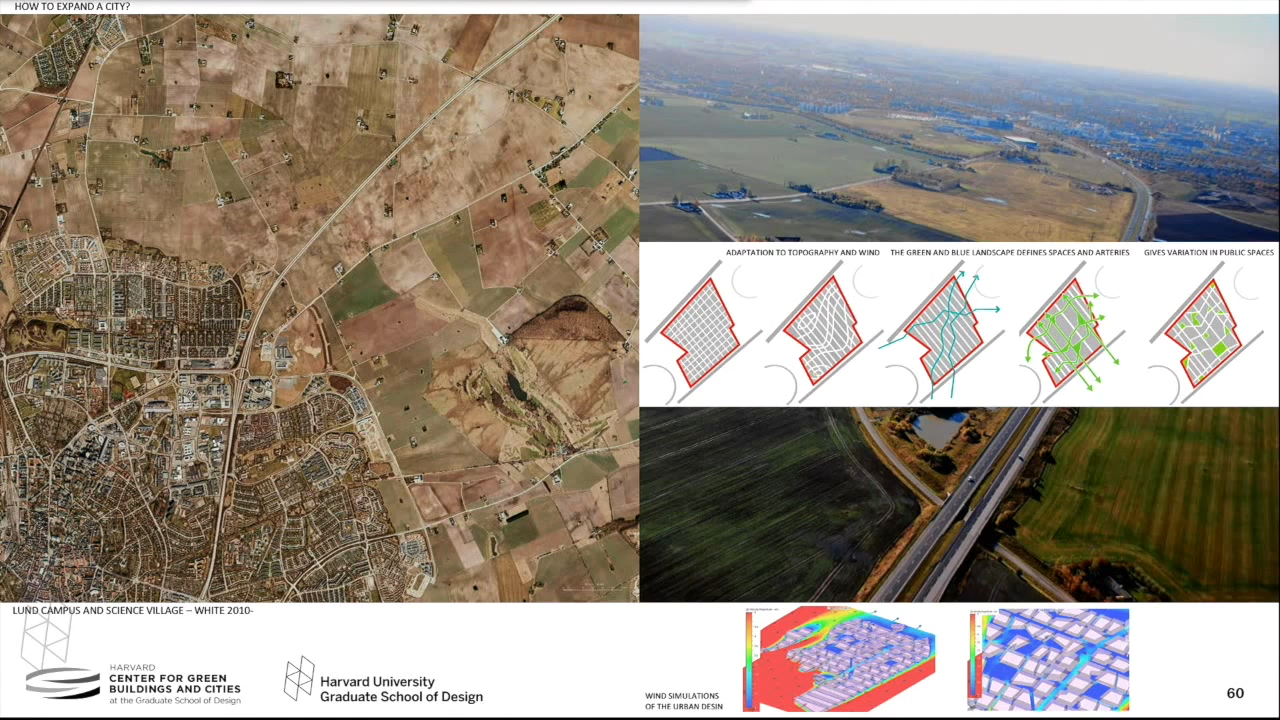 HOW TO EXPAND A CITY?
ADAPTATION TO TOPOGRAPHY AND WIND
THE GREEN AND BLUE LANDSCAPE DEFINES SPACES AND ARTERIES
GIVES VARIATION IN PUBLIC SPACES
LUND CAMPUS AND SCIENCE VILLAGE – WHITE 2010-
HARVARD
CENTER FOR GREEN
BUILDINGS AND CITIES
at the Graduate School of Design
Harvard University
Graduate School of Design
WIND SIMULATIONS
OF THE URBAN DESIN
60